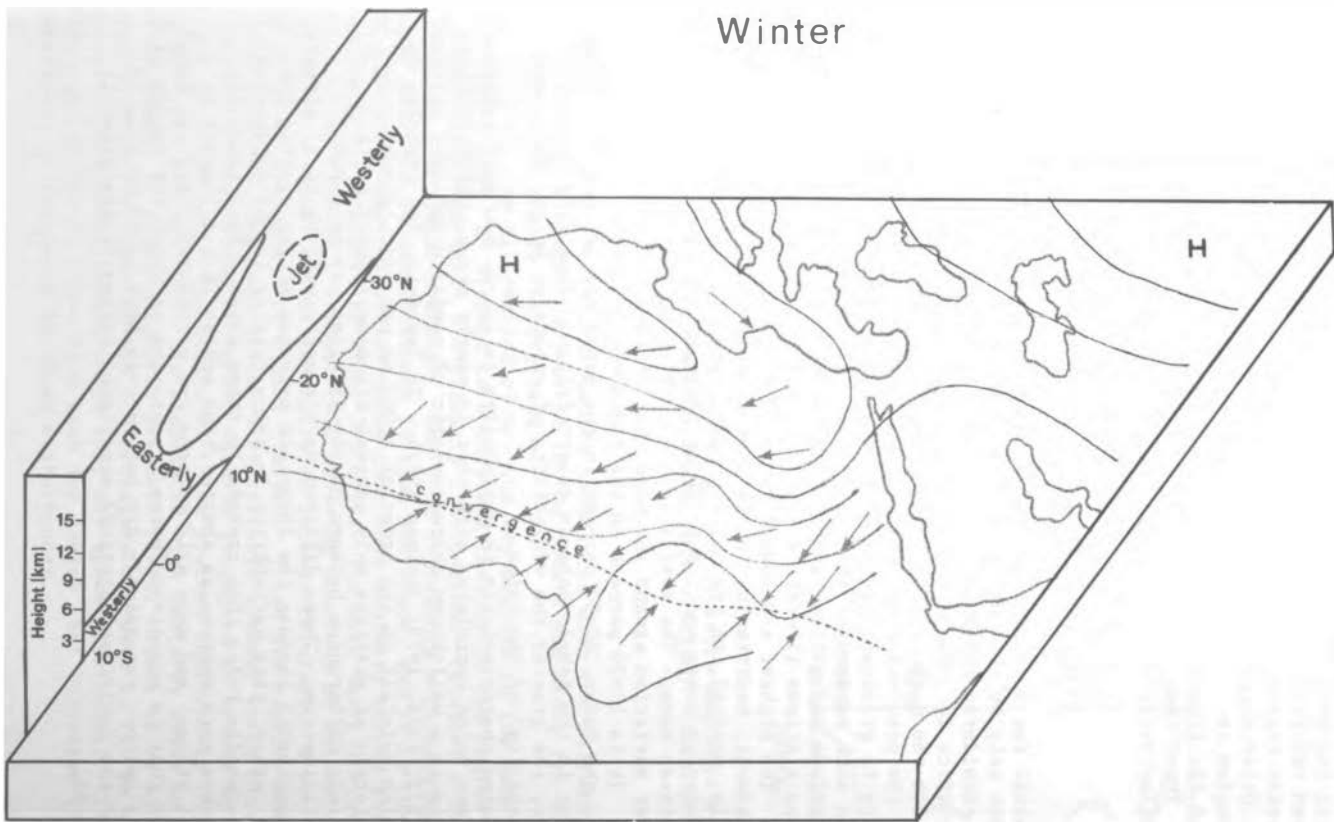 Winter
Westerly
Jet
H
H
30°N
20°N
Easterly
10°N
convergence
15
12
9
6
3
Height (km)
Westerly
0°
10°S